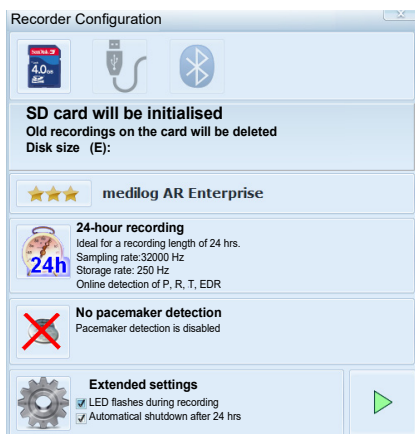 Recorder Configuration
SanDisk
4.0GB
SD card will be initialised
Old recordings on the card will be deleted
Disk size (E):
medilog AR Enterprise
24-hour recording
Ideal for a recording length of 24 hrs.
Sampling rate:32000 Hz
24h
Storage rate: 250 Hz
Online detection of P, R, T, EDR
No pacemaker detection
Pacemaker detection is disabled
Extended settings
LED flashes during recording
Automatical shutdown after 24 hrs